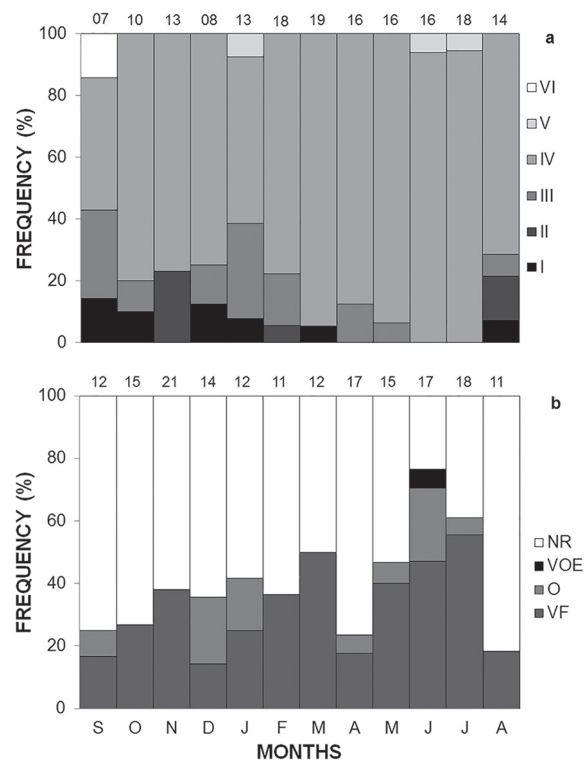 07 10 13 08 13 18 19 16 16 16 18 14
a
100
80
60
40
20
0
FREQUENCY (%)
VI
V
IV
III
II
I
12 15 21 14 12 11 12 17 15 17 18 11
b
100
80
60
40
20
0
FREQUENCY (%)
NR
VOE
O
VF
S O N D J F M A M J J A
MONTHS